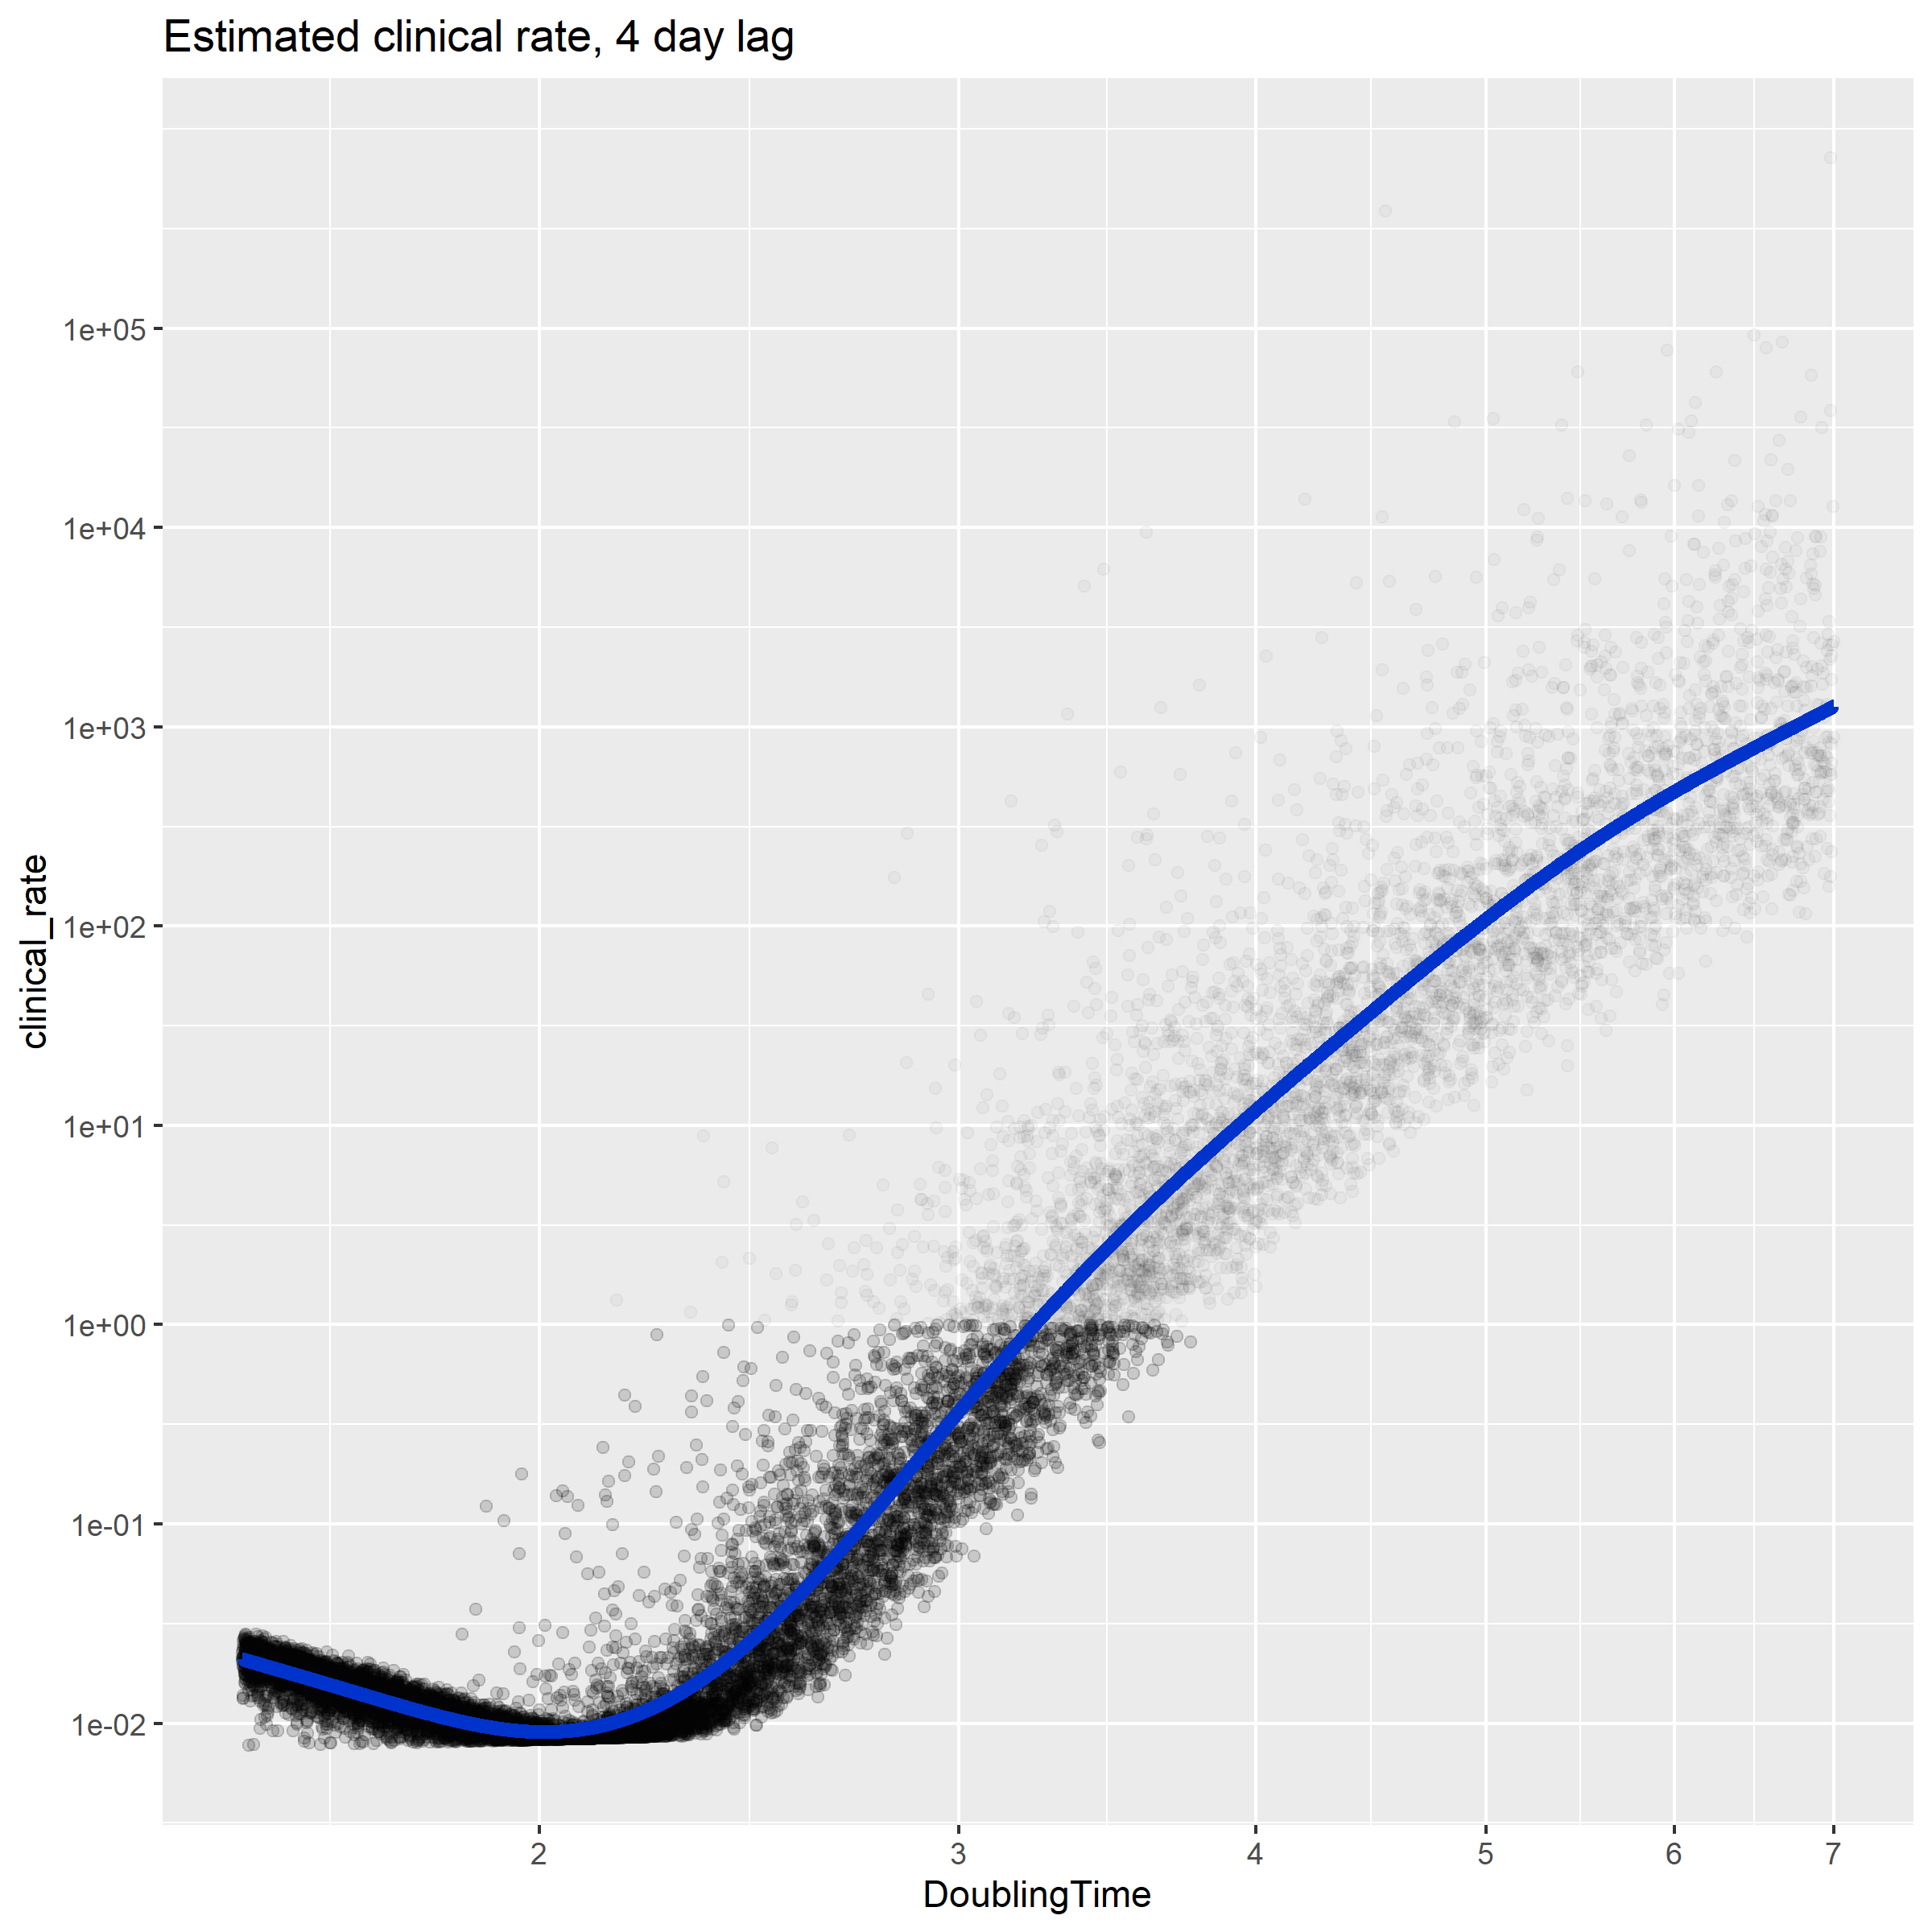 Estimated clinical rate, 4 day lag
clinical_rate
1e+05
1e+04
1e+03
1e+02
1e+01
1e+00
1e-01
1e-02
2 3 4 5 6 7
DoublingTime